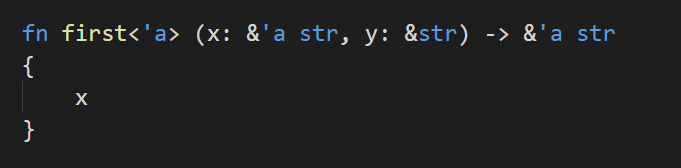 fn first<'a> (x: &'a str, y: &str) -> &'a str
{
    x
}